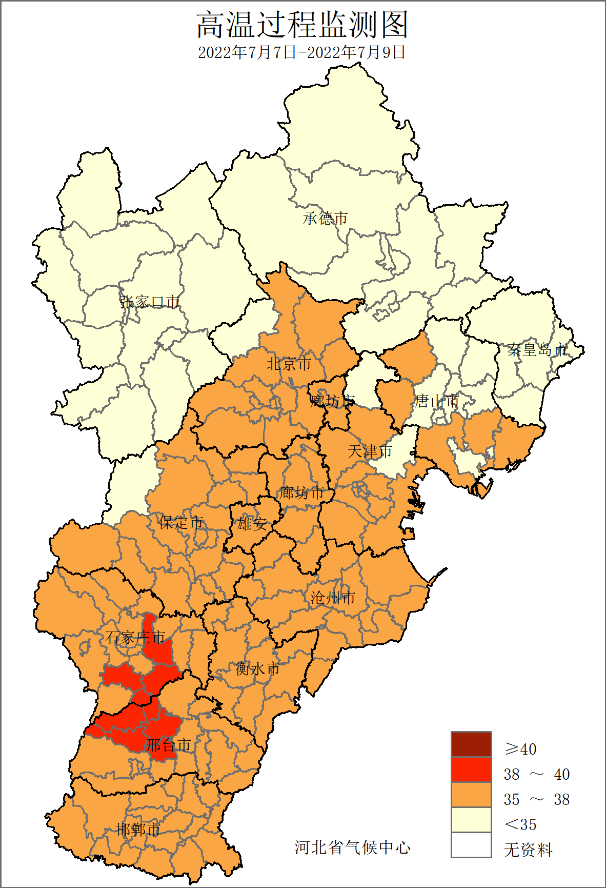 高温过程监测图
2022年7月7日-2022年7月9日
承德市
张家口市
秦皇岛市
北京市
廊坊市
唐山市
天津市
廊坊市
保定市
雄安
沧州市
石家庄市
衡水市
邢台市
邯郸市
≥40
38 ~ 40
35 ~ 38
<35
无资料
河北省气候中心